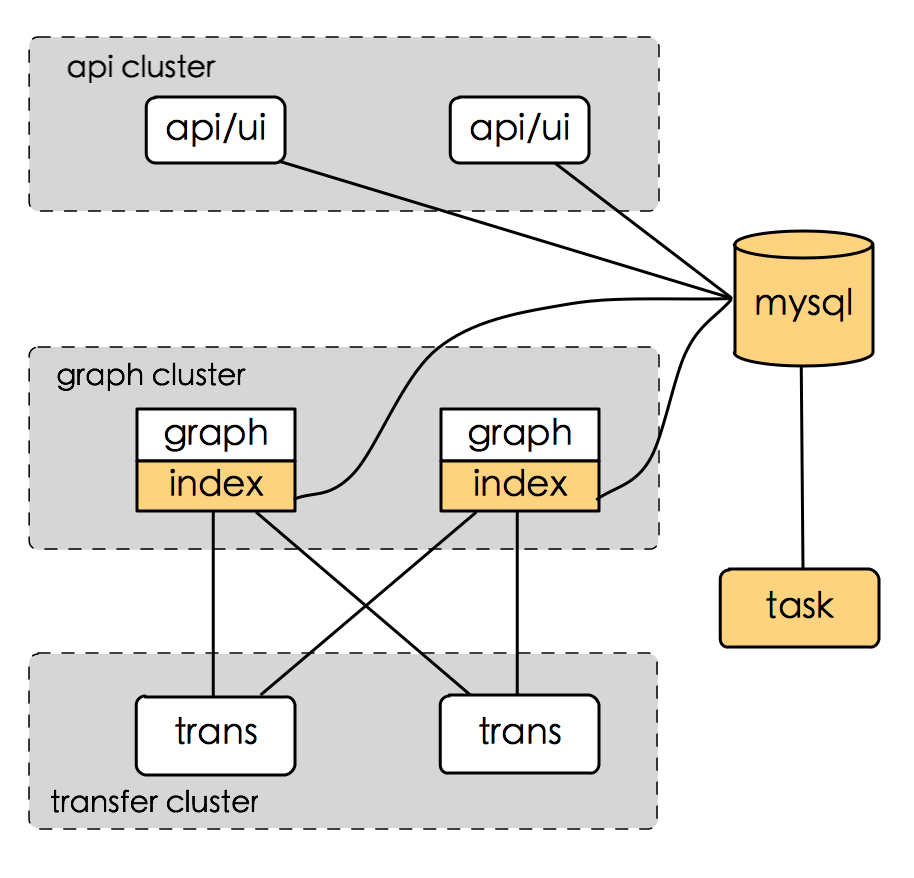 api cluster
api/ui
api/ui
mysql
graph cluster
graph
index
graph
index
task
trans
trans
transfer cluster